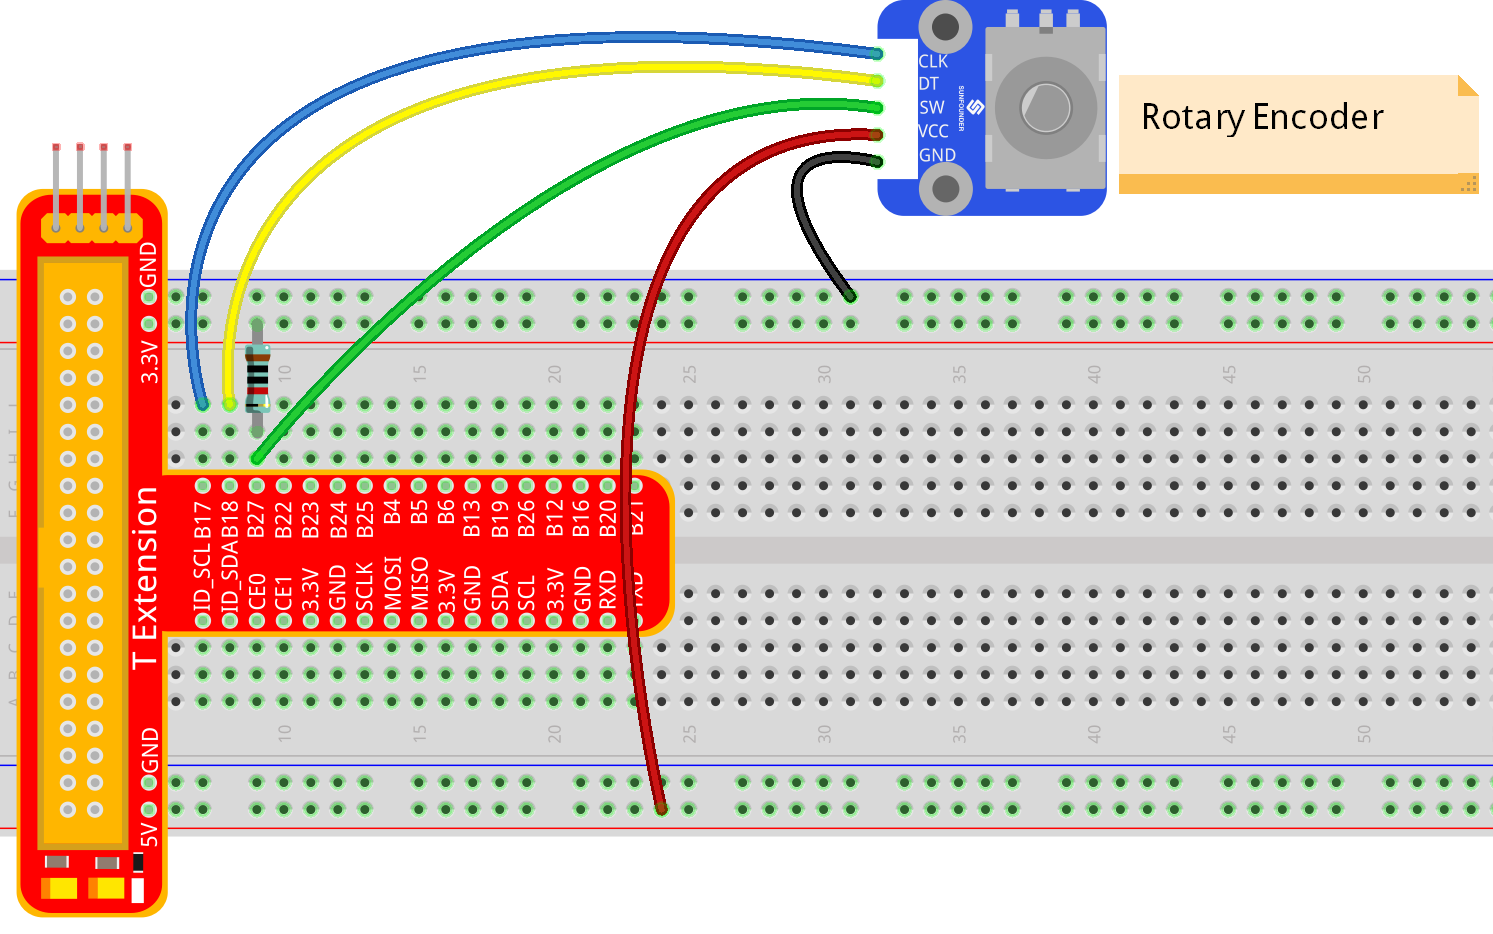 CLK
DT
SW
VCC
GND
SUNFOUNDER
Rotary Encoder
GND
3.3V
10
15
20
25
30
35
40
45
50
T Extension
B17
B18
B27
B22
B23
B24
B25
B4
B5
B6
B13
B19
B26
B12
B16
B20
B21
ID_SCL
ID_SDA
CE0
CE1
3.3V
GND
SCLK
MOSI
MISO
3.3V
GND
SDA
SCL
3.3V
GND
RXD
TXD
10
15
20
25
30
35
40
45
50
GND
5V